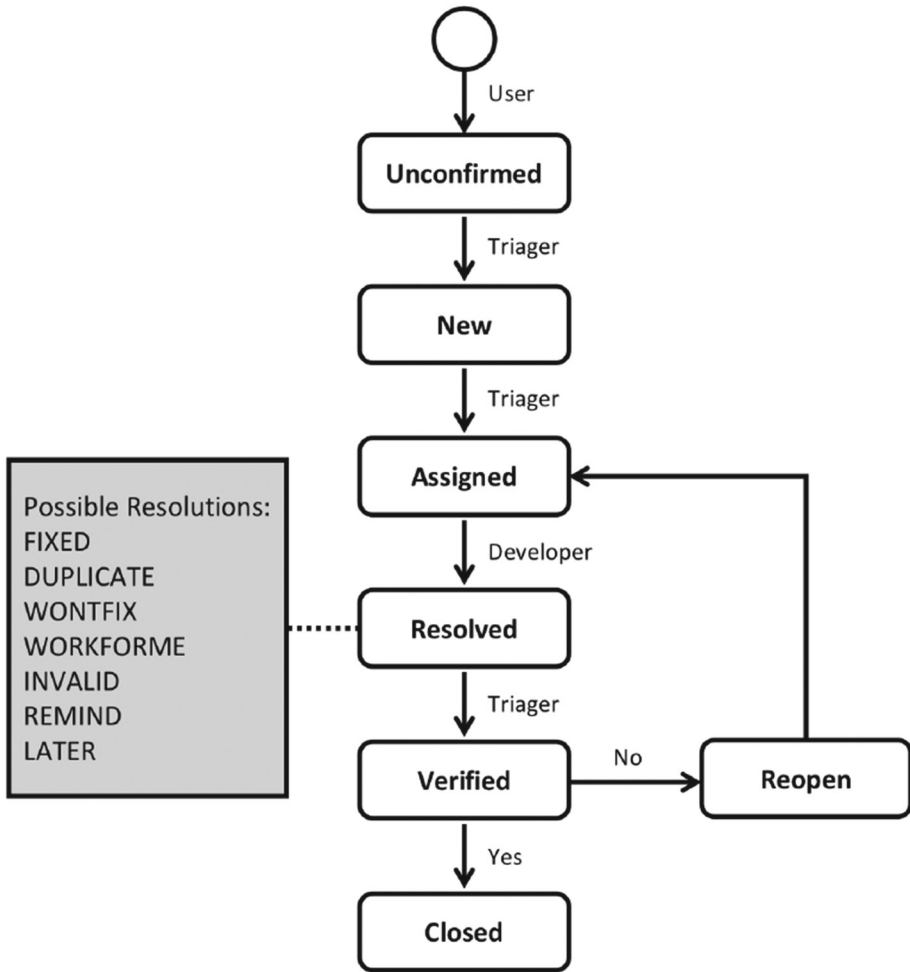 User
Unconfirmed
Triager
New
Triager
Assigned
Developer
Possible Resolutions:
FIXED
DUPLICATE
WONTFIX
WORKFORME
INVALID
REMIND
LATER
Resolved
Triager
Verified
No
Reopen
Yes
Closed